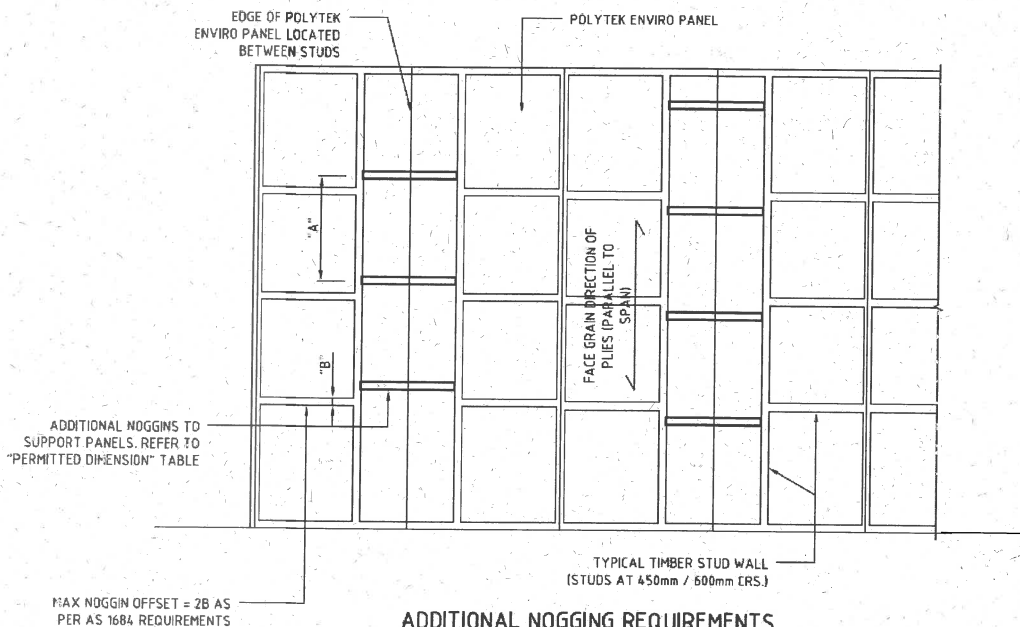 EDGE OF POLYTEK
ENVIRO PANEL LOCATED
BETWEEN STUDS
POLYTEK ENVIRO PANEL
"A"
"B"
FACE GRAIN DIRECTION OF
PLIES (PARALLEL TO
SPAN)
ADDITIONAL NOGGINS TO
SUPPORT PANELS. REFER TO
"PERMITTED DIMENSION" TABLE
TYPICAL TIMBER STUD WALL
(STUDS AT 450mm / 600mm CRS.)
MAX NOGGIN OFFSET = 2B AS
PER AS 1684 REQUIREMENTS
ADDITIONAL NOGGING REQUIREMENTS